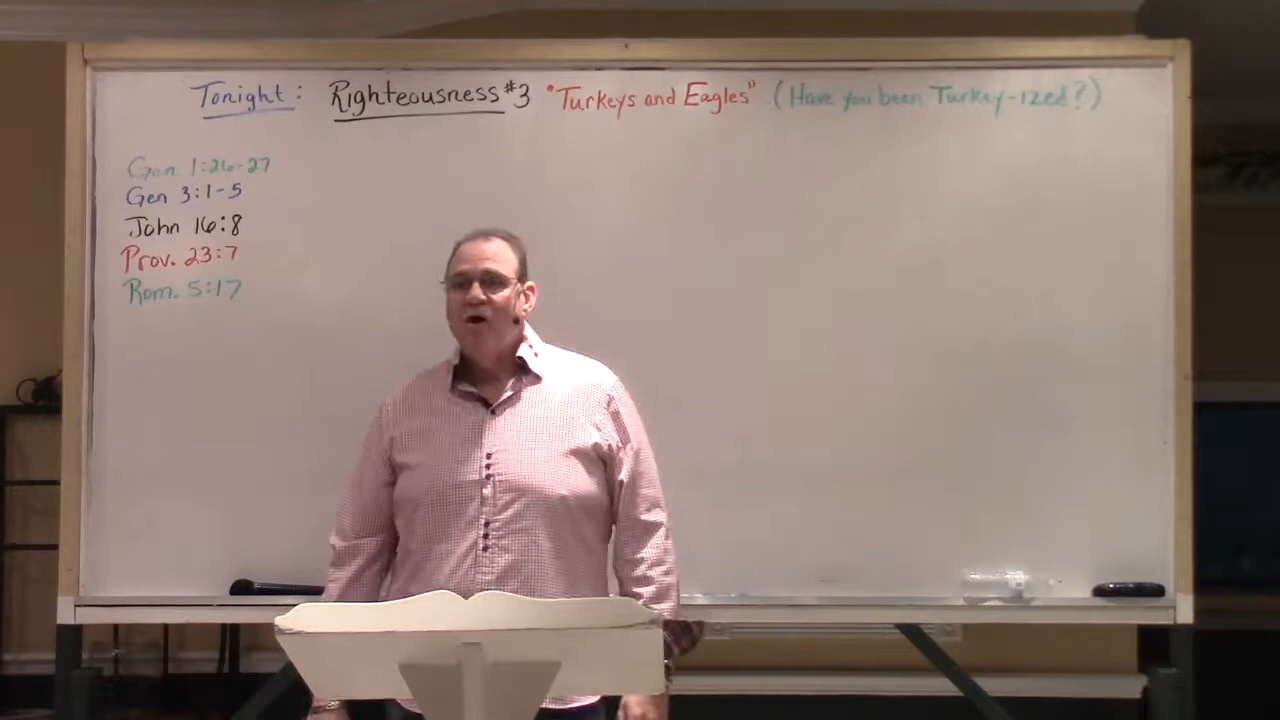 Tonight: Righteousness #3 "Turkeys and Eagles" (Have you been Turkey-ized?)
Gen. 1:26-27
Gen 3:1-5
John 16:8
Prov. 23:7
Rom. 5:17